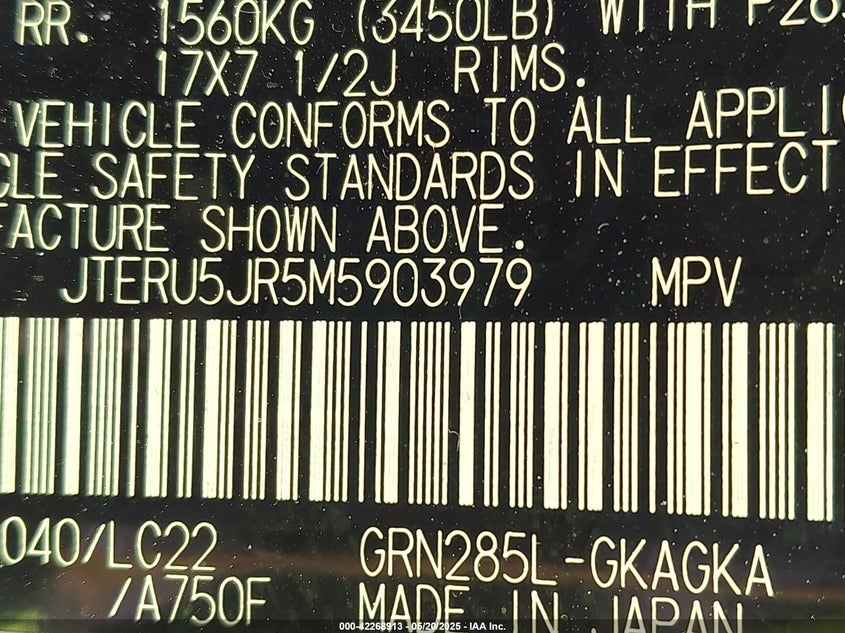 RR. 1560KG (3450LB) WITH P265
17X7 1/2J RIMS.
VEHICLE CONFORMS TO ALL APPLI
CLE SAFETY STANDARDS IN EFFECT
FACTURE SHOWN ABOVE.
JTERU5JR5M5903979 MPV
040/LC22 GRN285L-GKAGKA
/A750F MADE IN JAPAN
000-42268913 - 05/20/2025 - IAA Inc.